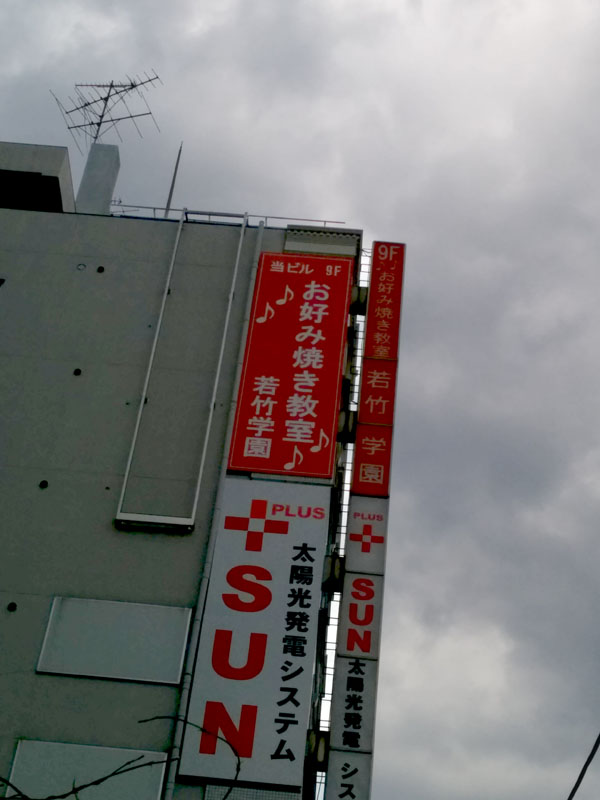 当ビル 9F
お好み焼き教室
若竹学園
PLUS
SUN
太陽光発電システム
9F
お好み焼き教室
若竹学園
PLUS
SUN
太陽光発電
シス